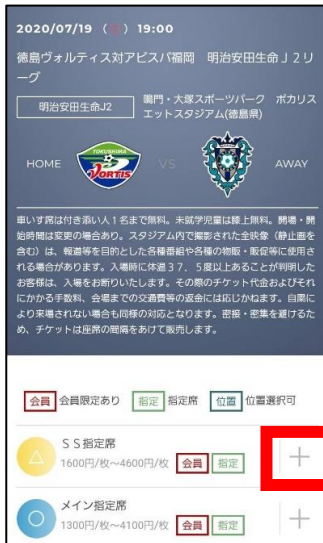 2020/07/19 ( ) 19:00
徳島ヴォルティス対アビスパ福岡 明治安田生命Ｊ２リ
ーグ
明治安田生命J2
鳴門・大塚スポーツパーク ポカリス
エットスタジアム(徳島県)
HOME
TOKUSHIMA
VORTIS
VS
AWAY
車いす席は付き添い人１名まで無料。未就学児童は膝上無料。開場・開
始時間は変更の場合あり。スタジアム内で撮影された全映像（静止画を
含む）は、報道等を目的とした各種番組や各種の物販・販促等に使用さ
れる場合があります。入場時に体温３７．５度以上あることが判明した
お客様は、入場をお断りいたします。その際のチケット代金およびそれ
にかかる手数料、会場までの交通費等の返金には応じかねます。自粛に
より来場されない場合も同様の対応となります。密接・密集を避けるた
め、チケットは座席の間隔をあけて販売します。
会員 会員限定あり 指定 指定席 位置 位置選択可
ＳＳ指定席
1600円/枚～4600円/枚 会員 指定
メイン指定席
1300円/枚～4100円/枚 会員 指定